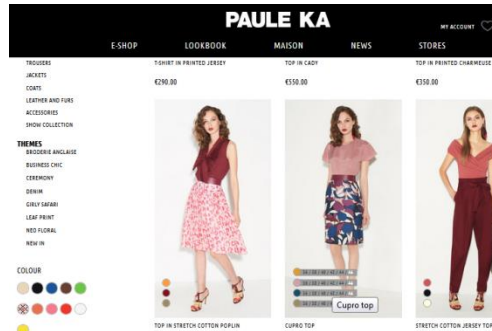 PAULE KA
MY ACCOUNT
E-SHOP LOOKBOOK MAISON NEWS STORES
TROUSERS
JACKETS
COATS
LEATHER AND FURS
ACCESSORIES
SHOW COLLECTION
T-SHIRT IN PRINTED JERSEY
€290.00
TOP IN CADY
€550.00
TOP IN PRINTED CHARMEUSE
€350.00
THEMES
BRODERIE ANGLAISE
BUSINESS CHIC
CEREMONY
DENIM
GIRLY SAFARI
LEAF PRINT
NEO FLORAL
NEW IN
COLOUR
Cupro top
TOP IN STRETCH COTTON POPLIN
CUPRO TOP
STRETCH COTTON JERSEY TOP